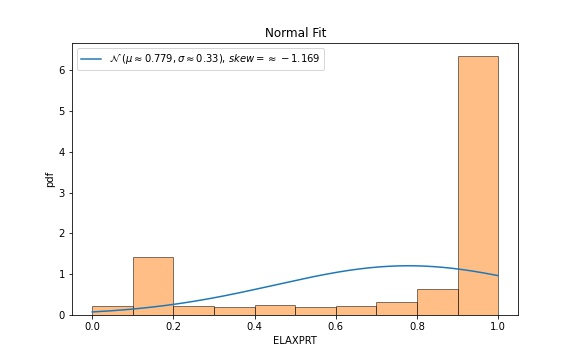 Normal Fit
𝒩(μ ≈ 0.779, σ ≈ 0.33), skew = ≈ −1.169
pdf
6
5
4
3
2
1
0
0.0 0.2 0.4 0.6 0.8 1.0
ELAXPRT